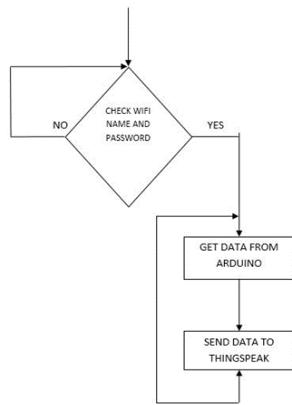 CHECK WIFI
NAME AND
PASSWORD
NO
YES
GET DATA FROM
ARDUINO
SEND DATA TO
THINGSPEAK